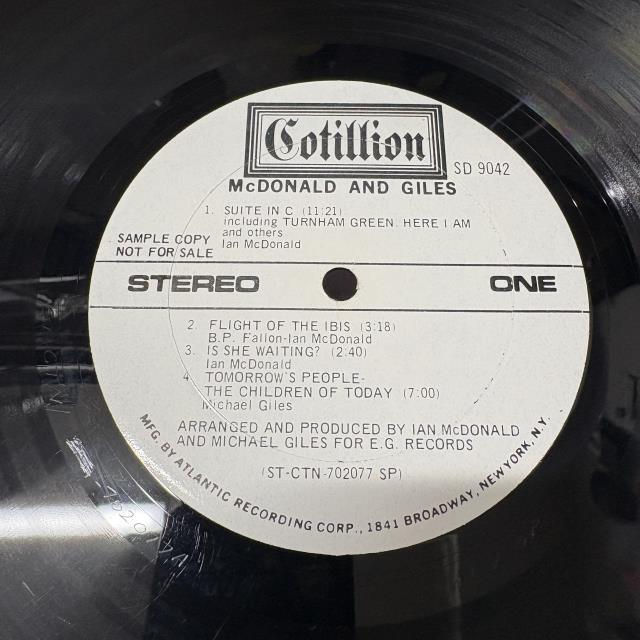 Cotillion
SD 9042
McDONALD AND GILES
1. SUITE IN C (11:21)
including TURNHAM GREEN. HERE I AM
and others
Ian McDonald
SAMPLE COPY
NOT FOR SALE
STEREO ONE
2. FLIGHT OF THE IBIS (3:18)
B.P. Fallon-Ian McDonald
3. IS SHE WAITING? (2:40)
Ian McDonald
4. TOMORROW'S PEOPLE-
THE CHILDREN OF TODAY (7:00)
Michael Giles
ARRANGED AND PRODUCED BY IAN McDONALD
AND MICHAEL GILES FOR E.G. RECORDS
(ST-CTN-702077 SP)
MFG. BY ATLANTIC RECORDING CORP., 1841 BROADWAY, NEW YORK, N.Y.